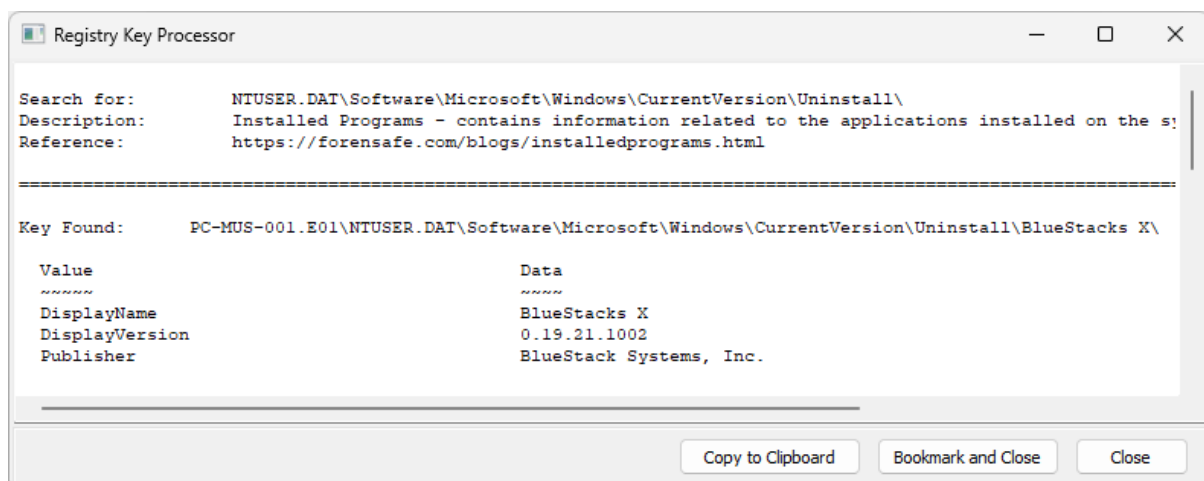 Registry Key Processor
Search for: NTUSER.DAT\Software\Microsoft\Windows\CurrentVersion\Uninstall\
Description: Installed Programs - contains information related to the applications installed on the
Reference: https://forensafe.com/blogs/installedprograms.html
Key Found: PC-MUS-001.E01\NTUSER.DAT\Software\Microsoft\Windows\CurrentVersion\Uninstall\BlueStacks X\
Value Data
~~~~~ ~~~~
DisplayName BlueStacks X
DisplayVersion 0.19.21.1002
Publisher BlueStack Systems, Inc.
Copy to Clipboard Bookmark and Close Close